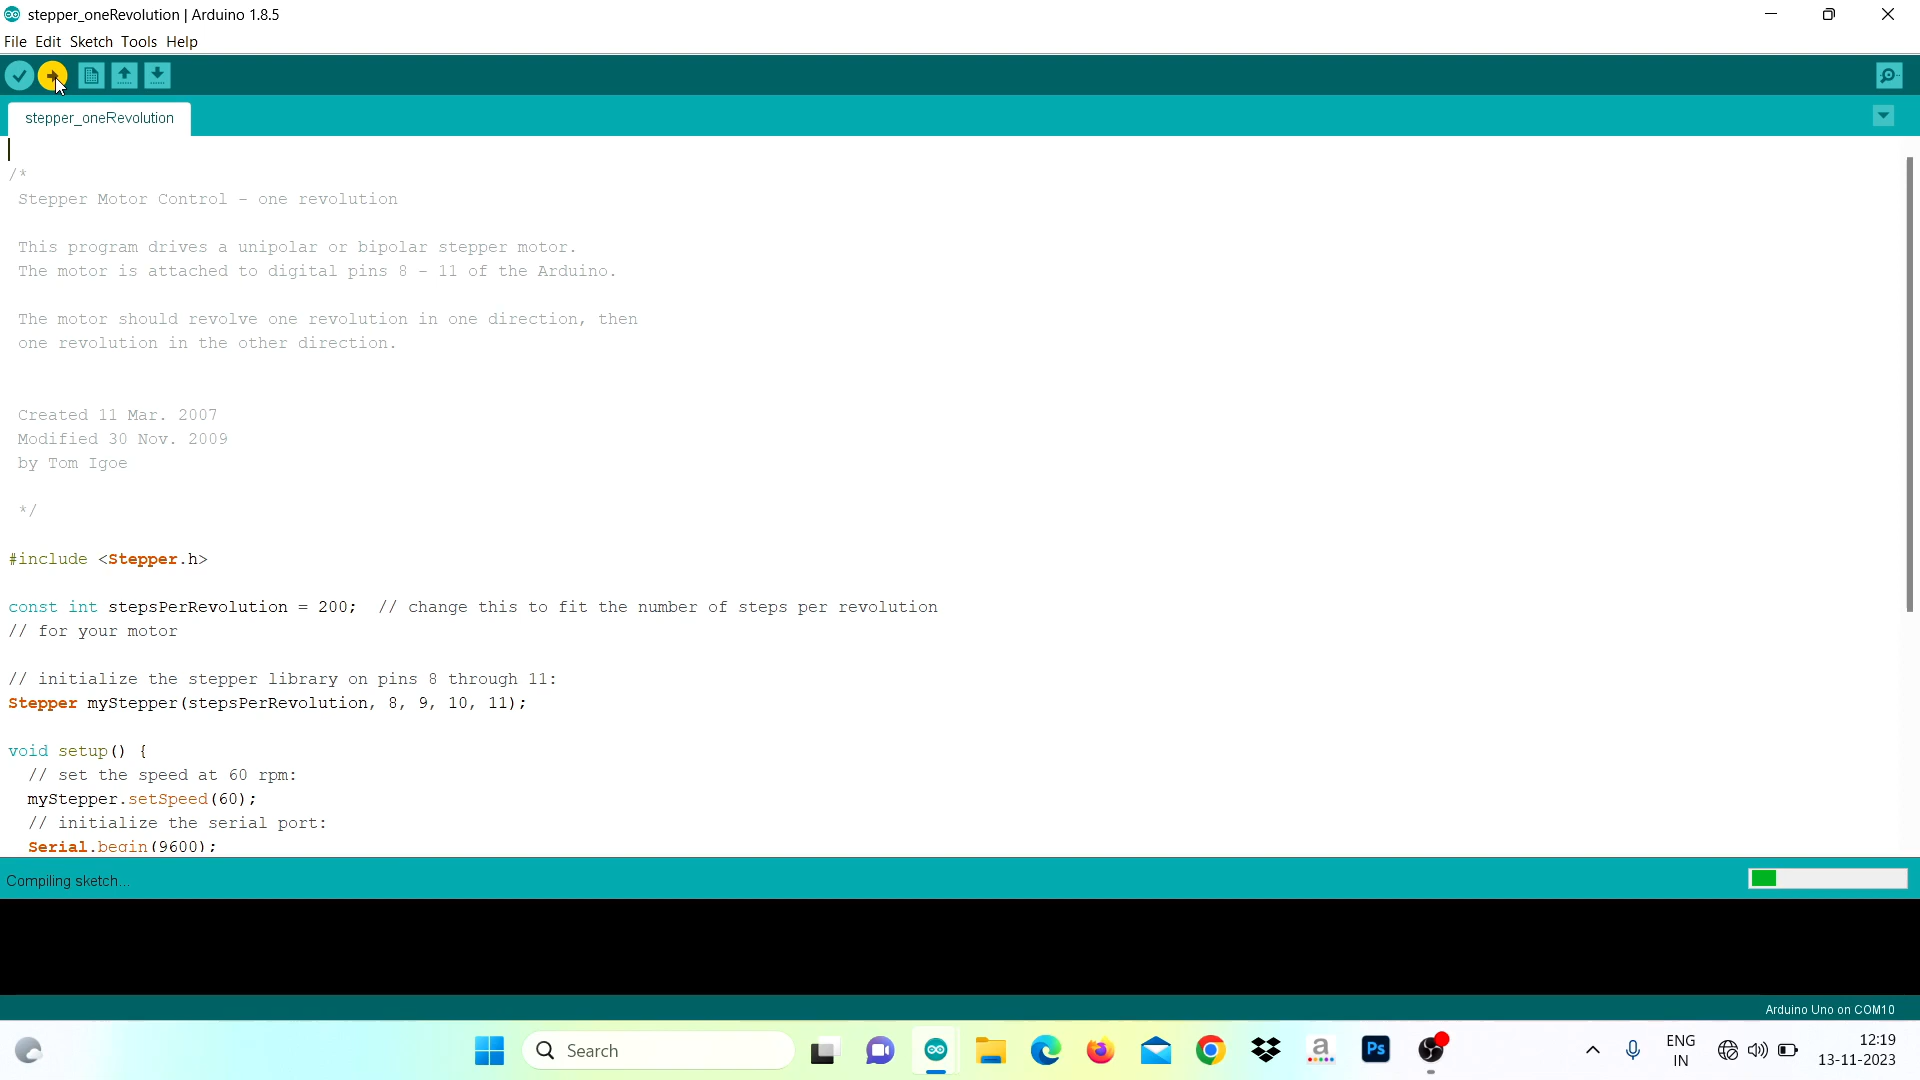 stepper_oneRevolution | Arduino 1.8.5
File Edit Sketch Tools Help
stepper_oneRevolution
/*
Stepper Motor Control - one revolution
This program drives a unipolar or bipolar stepper motor.
The motor is attached to digital pins 8 - 11 of the Arduino.
The motor should revolve one revolution in one direction, then
one revolution in the other direction.
Created 11 Mar. 2007
Modified 30 Nov. 2009
by Tom Igoe
*/
#include <Stepper.h>
const int stepsPerRevolution = 200;  // change this to fit the number of steps per revolution
// for your motor
// initialize the stepper library on pins 8 through 11:
Stepper myStepper(stepsPerRevolution, 8, 9, 10, 11);
void setup() {
// set the speed at 60 rpm:
myStepper.setSpeed(60);
// initialize the serial port:
Serial.begin(9600);
Compiling sketch...
Arduino Uno on COM10
Search
a
Ps
ENG
IN
12:19
13-11-2023